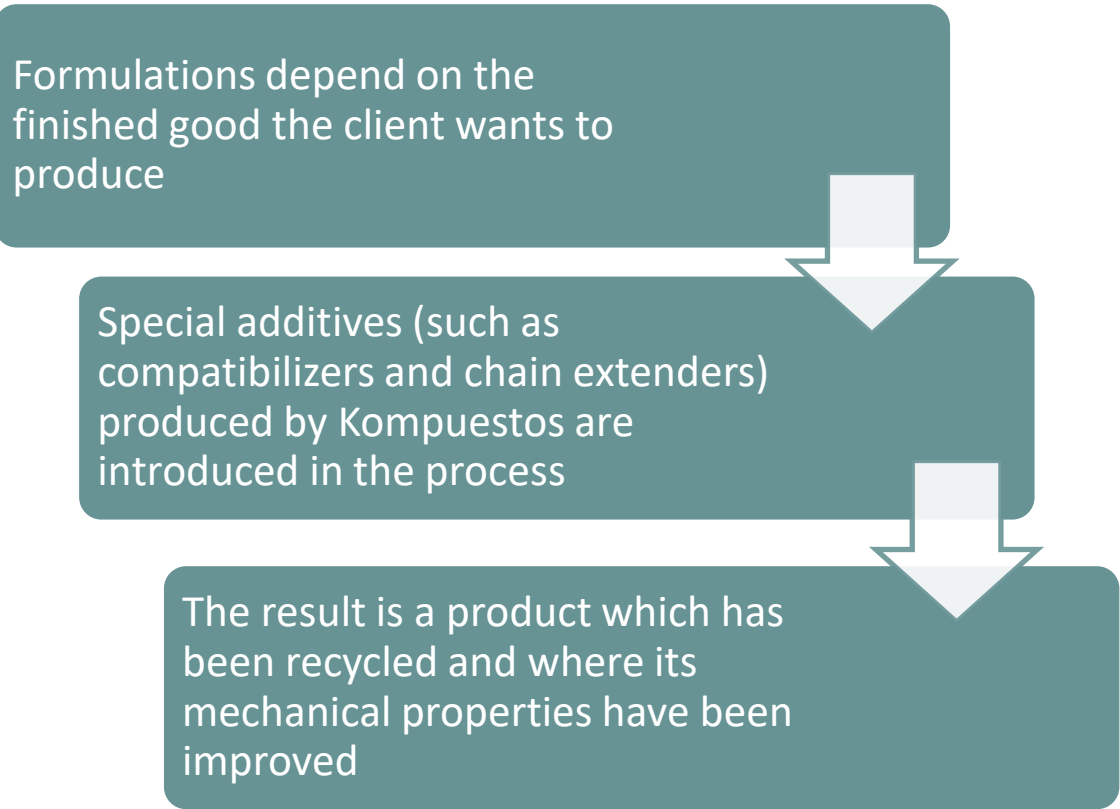 Formulations depend on the
finished good the client wants to
produce
Special additives (such as
compatibilizers and chain extenders)
produced by Kompuestos are
introduced in the process
The result is a product which has
been recycled and where its
mechanical properties have been
improved